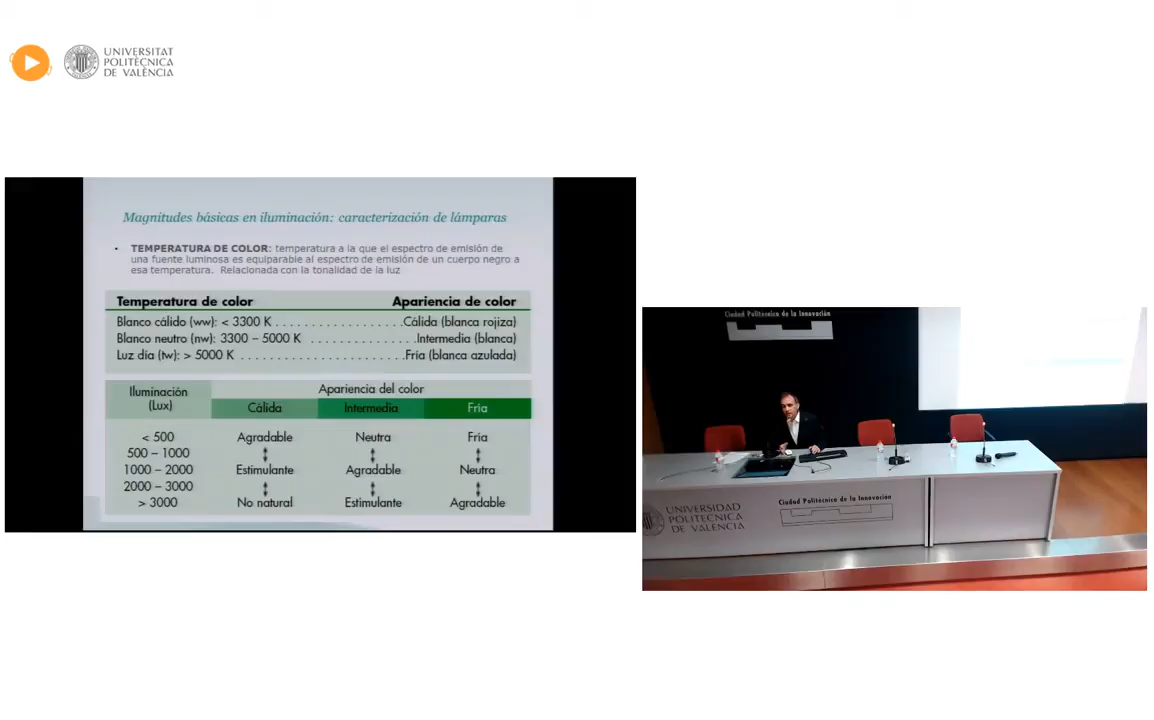 UNIVERSITAT
POLITÈCNICA
DE VALÈNCIA
Magnitudes básicas en iluminación: caracterización de lámparas
• TEMPERATURA DE COLOR: temperatura a la que el espectro de emisión de
una fuente luminosa es equiparable al espectro de emisión de un cuerpo negro a
esa temperatura. Relacionada con la tonalidad de la luz
Temperatura de color Apariencia de color
Blanco cálido (ww): < 3300 K . . . . . . . . . . . . . . . . . .Cálida (blanca rojiza)
Blanco neutro (nw): 3300 – 5000 K . . . . . . . . . . . . . . .Intermedia (blanca)
Luz día (tw): > 5000 K . . . . . . . . . . . . . . . . . . . . . . . .Fría (blanca azulada)
Iluminación
(Lux)
Apariencia del color
Cálida Intermedia Fría
< 500 Agradable Neutra Fría
500 – 1000
1000 – 2000 Estimulante Agradable Neutra
2000 – 3000
> 3000 No natural Estimulante Agradable
Ciudad Politécnica de la Innovación
UNIVERSIDAD
POLITECNICA
DE VALENCIA
Ciudad Politécnica de la Innovación